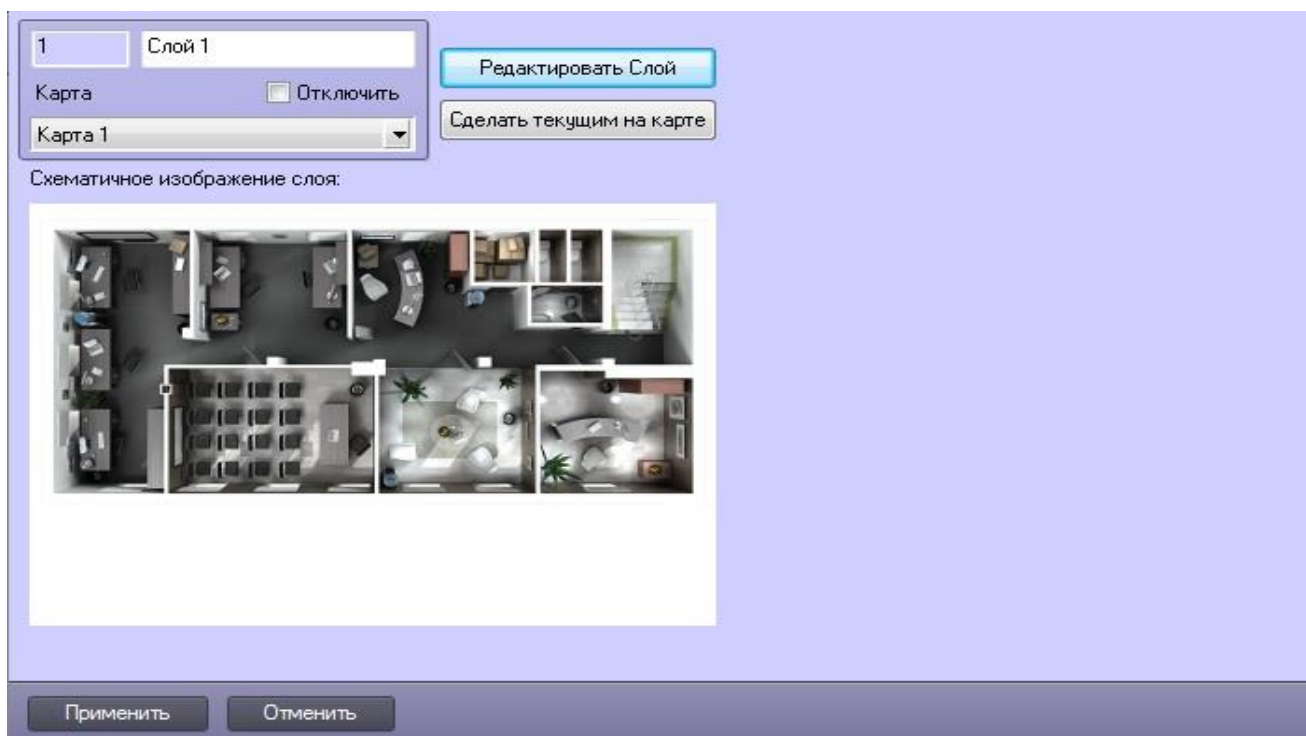 1
Слой 1
Редактировать Слой
Карта
Отключить
Сделать текущим на карте
Карта 1
Схематичное изображение слоя:
Применить
Отменить